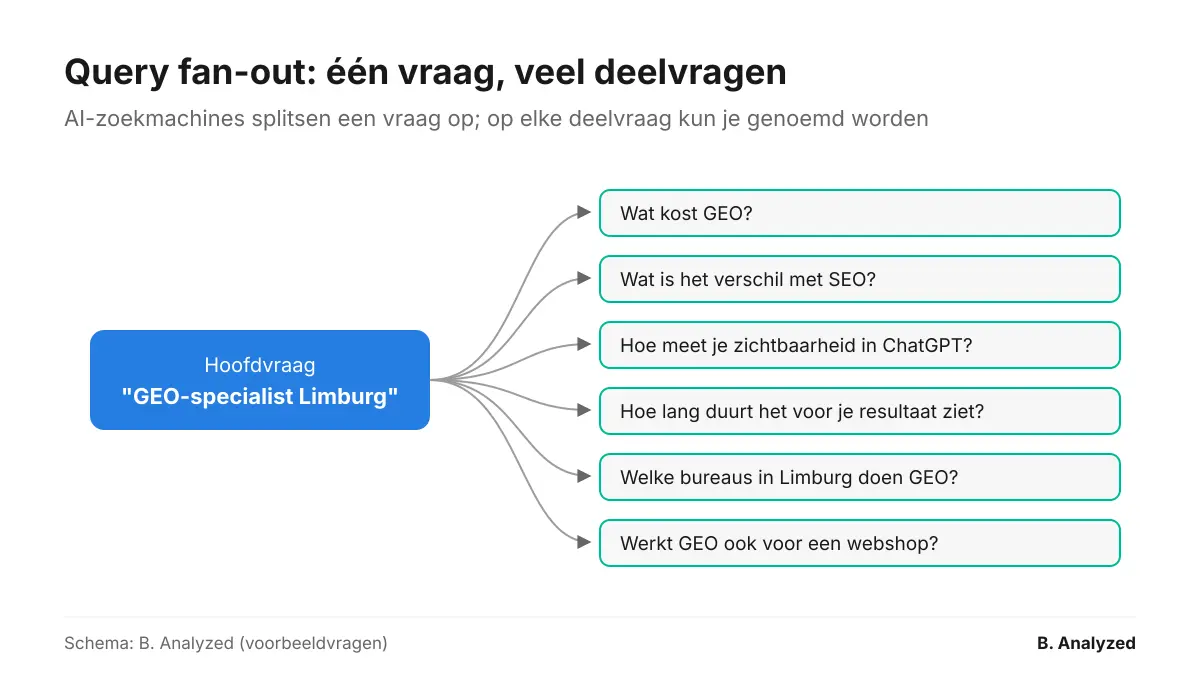 Query fan-out: één vraag, veel deelvragen
AI-zoekmachines splitsen een vraag op; op elke deelvraag kun je genoemd worden
Hoofdvraag
"GEO-specialist Limburg"
Wat kost GEO?
Wat is het verschil met SEO?
Hoe meet je zichtbaarheid in ChatGPT?
Hoe lang duurt het voor je resultaat ziet?
Welke bureaus in Limburg doen GEO?
Werkt GEO ook voor een webshop?
Schema: B. Analyzed (voorbeeldvragen)
B. Analyzed